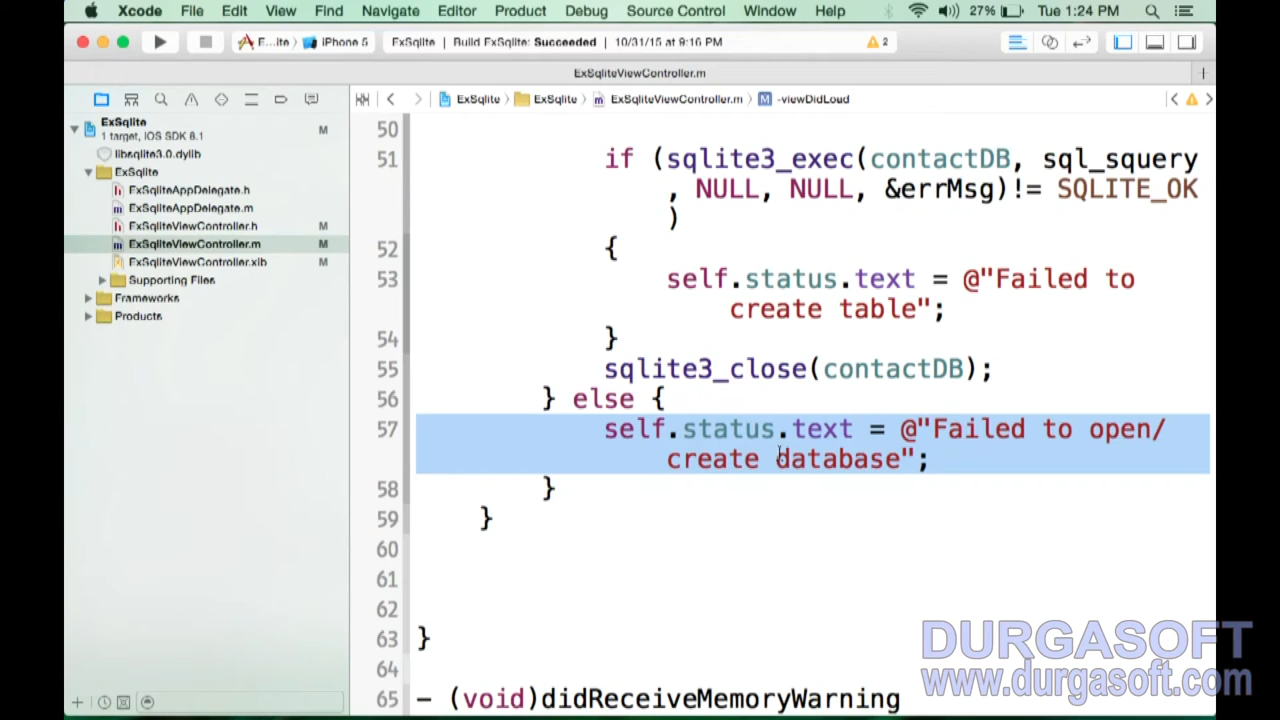 Xcode File Edit View Find Navigate Editor Product Debug Source Control Window Help 27% Tue 1:24 PM
E...ite iPhone 5 ExSqlite Build ExSqlite: Succeeded 10/31/15 at 9:16 PM 2
ExSqliteViewController.m +
ExSqlite ExSqlite m ExSqliteViewController.m M -viewDidLoad
ExSqlite
1 target, iOS SDK 8.1 M
libsqlite3.0.dylib
ExSqlite
h ExSqliteAppDelegate.h
m ExSqliteAppDelegate.m
h ExSqliteViewController.h M
m ExSqliteViewController.m M
ExSqliteViewController.xib M
Supporting Files
Frameworks
Products
50
51 if (sqlite3_exec(contactDB, sql_squery
, NULL, NULL, &errMsg)!= SQLITE_OK
)
52 {
53 self.status.text = @"Failed to
create table";
54 }
55 sqlite3_close(contactDB);
56 } else {
57 self.status.text = @"Failed to open/
create database";
58 }
59 }
60
61
62
63 }
64
65 - (void)didReceiveMemoryWarning
DURGASOFT
www.durgasoft.com